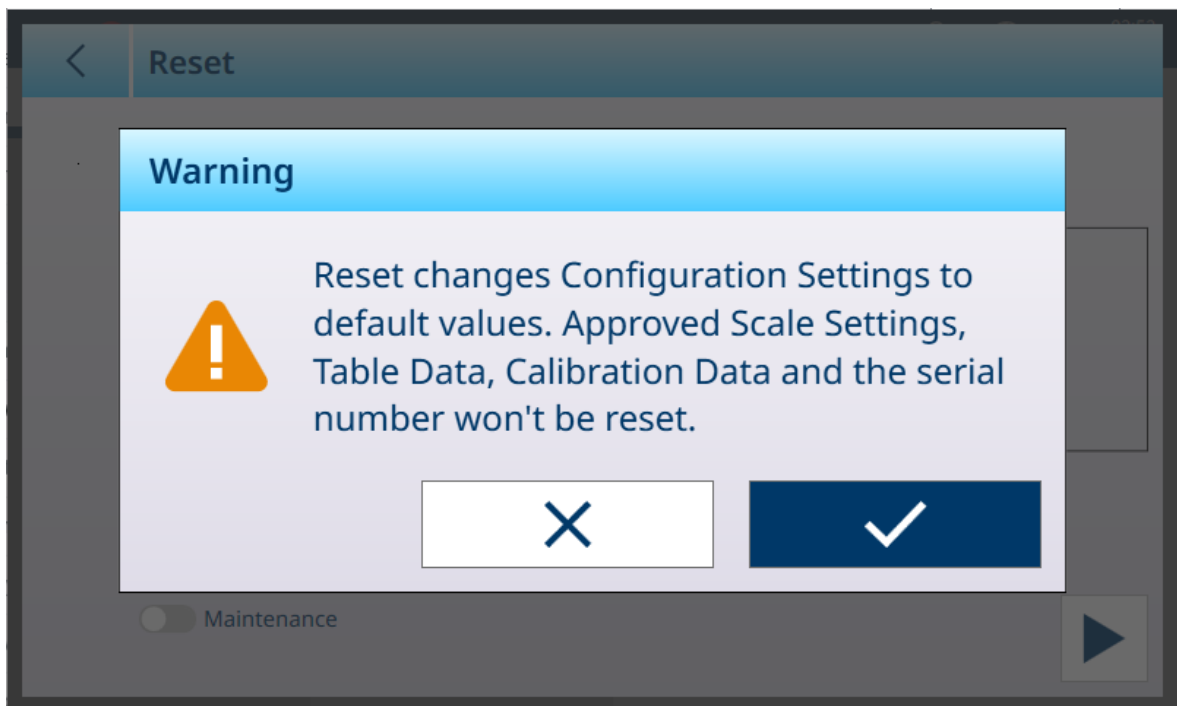 Reset
Warning
Reset changes Configuration Settings to
default values. Approved Scale Settings,
Table Data, Calibration Data and the serial
number won't be reset.
Maintenance